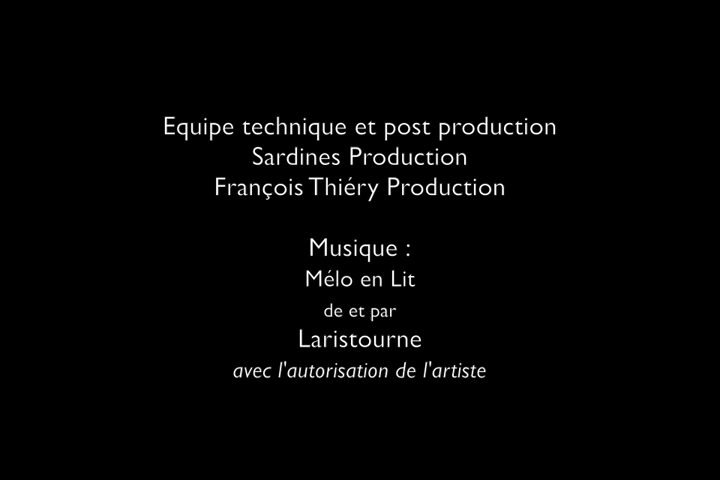 Equipe technique et post production
Sardines Production
François Thiéry Production
Musique :
Mélo en Lit
de et par
Laristourne
avec l'autorisation de l'artiste